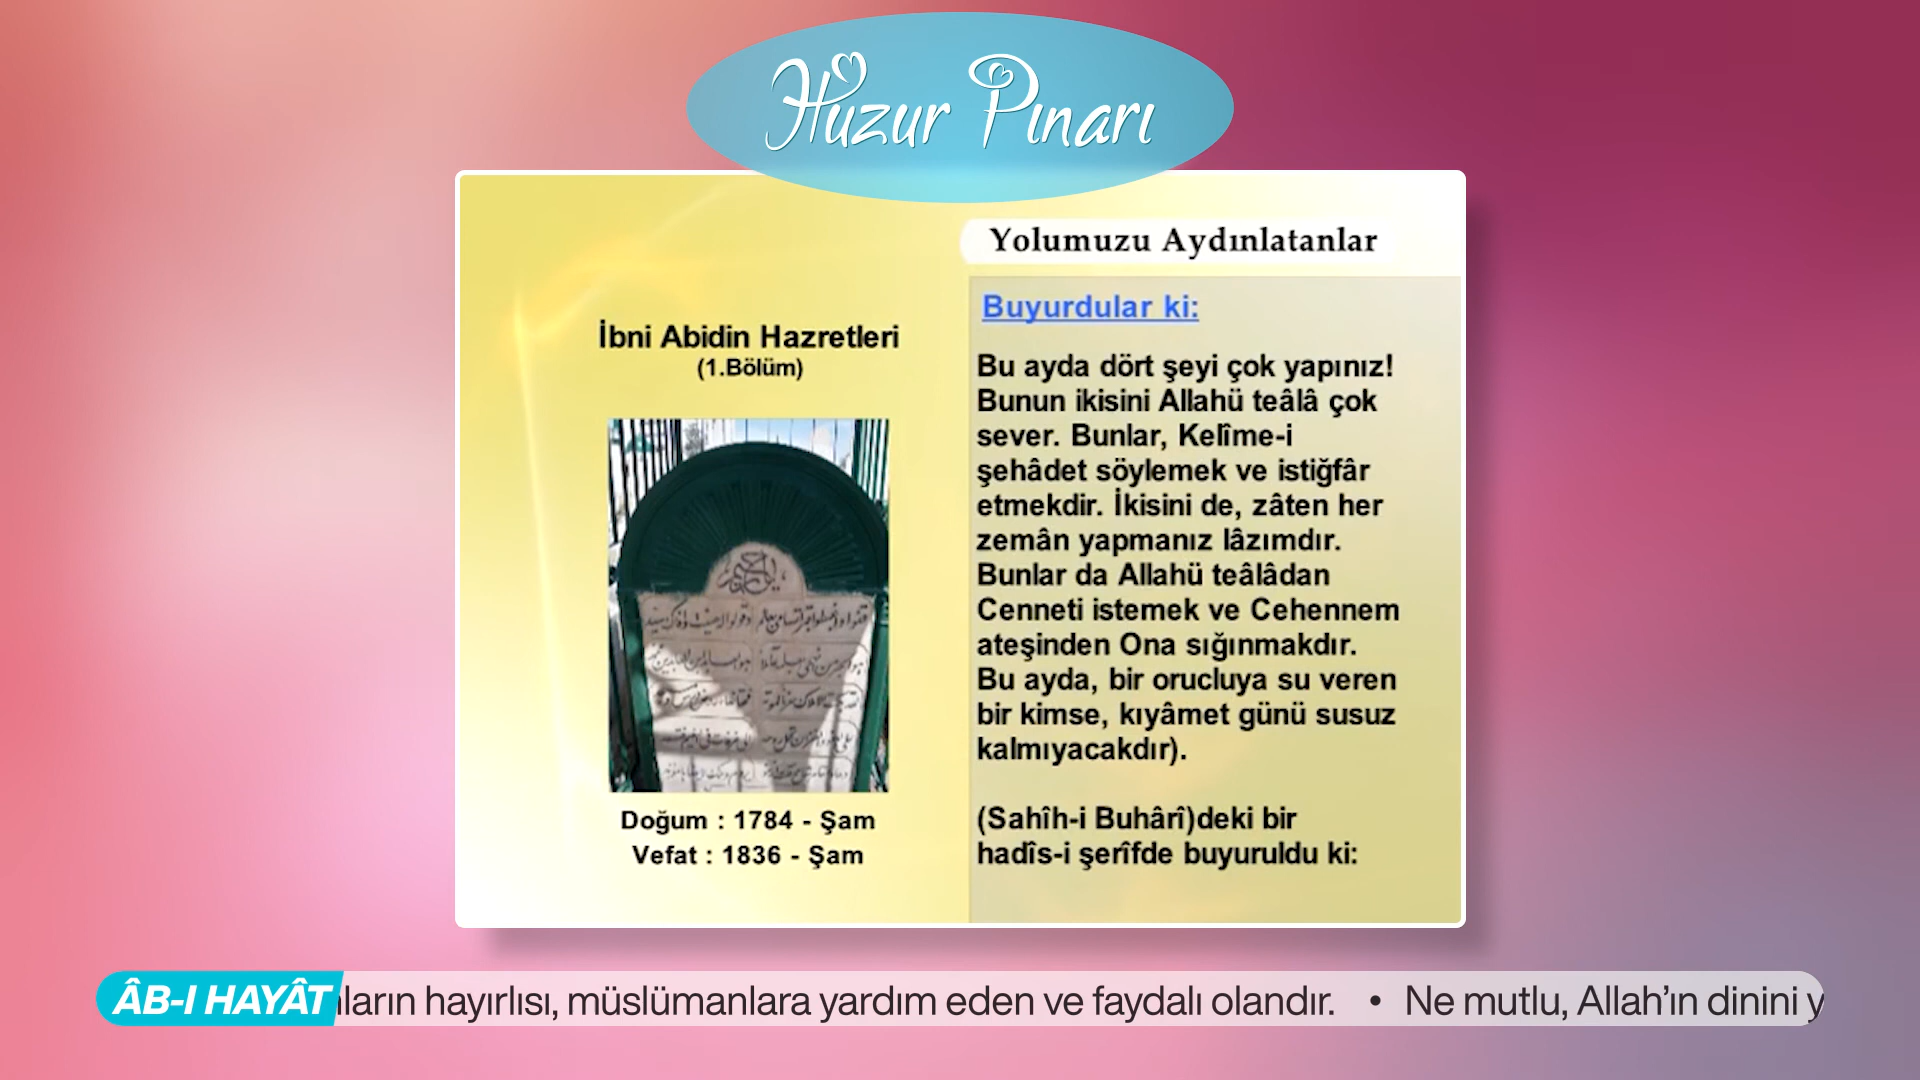 Huzur Pınarı
Yolumuzu Aydınlatanlar
İbni Abidin Hazretleri
(1.Bölüm)
Doğum : 1784 - Şam
Vefat : 1836 - Şam
Buyurdular ki:
Bu ayda dört şeyi çok yapınız!
Bunun ikisini Allahü teâlâ çok
sever. Bunlar, Kelîme-i
şehâdet söylemek ve istiğfâr
etmekdir. İkisini de, zâten her
zemân yapmanız lâzımdır.
Bunlar da Allahü teâlâdan
Cenneti istemek ve Cehennem
ateşinden Ona sığınmakdır.
Bu ayda, bir orucluya su veren
bir kimse, kıyâmet günü susuz
kalmıyacakdır).
(Sahîh-i Buhârî)deki bir
hadîs-i şerîfde buyuruldu ki:
ÂB-I HAYÂT
ların hayırlısı, müslümanlara yardım eden ve faydalı olandır. • Ne mutlu, Allah'ın dinini y